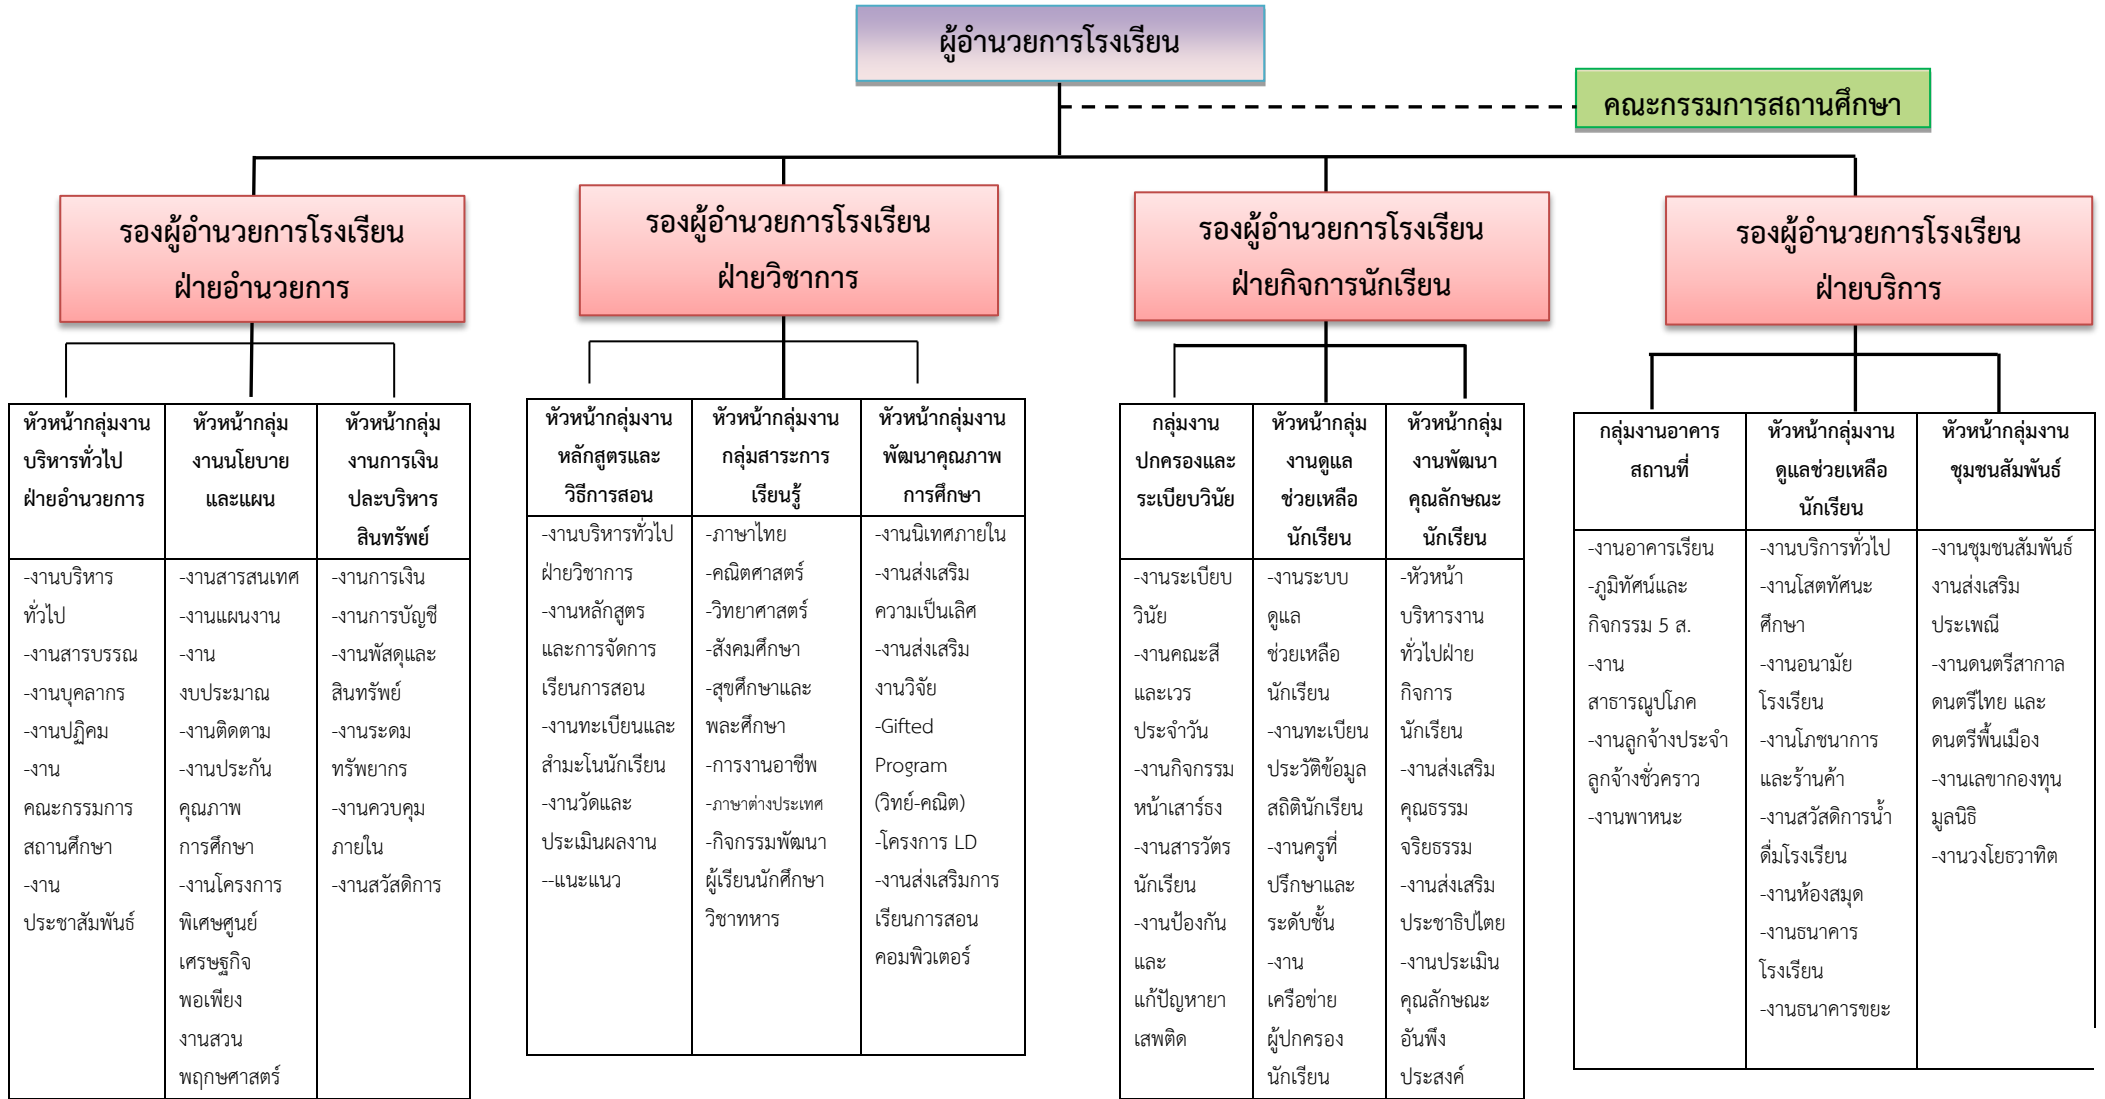 ผู้อำนวยการโรงเรียน
คณะกรรมการสถานศึกษา
รองผู้อำนวยการโรงเรียน
ฝ่ายอำนวยการ
รองผู้อำนวยการโรงเรียน
ฝ่ายวิชาการ
รองผู้อำนวยการโรงเรียน
ฝ่ายกิจการนักเรียน
รองผู้อำนวยการโรงเรียน
ฝ่ายบริการ
หัวหน้ากลุ่มงาน
บริหารทั่วไป
ฝ่ายอำนวยการ
-งานบริหาร
ทั่วไป
-งานสารบรรณ
-งานบุคลากร
-งานปฏิคม
-งาน
คณะกรรมการ
สถานศึกษา
-งาน
ประชาสัมพันธ์
หัวหน้ากลุ่ม
งานนโยบาย
และแผน
-งานสารสนเทศ
-งานแผนงาน
-งาน
งบประมาณ
-งานติดตาม
-งานประกัน
คุณภาพ
การศึกษา
-งานโครงการ
พิเศษศูนย์
เศรษฐกิจ
พอเพียง
งานสวน
พฤกษศาสตร์
หัวหน้ากลุ่ม
งานการเงิน
ปละบริหาร
สินทรัพย์
-งานการเงิน
-งานการบัญชี
-งานพัสดุและ
สินทรัพย์
-งานระดม
ทรัพยากร
-งานควบคุม
ภายใน
-งานสวัสดิการ
หัวหน้ากลุ่มงาน
หลักสูตรและ
วิธีการสอน
-งานบริหารทั่วไป
ฝ่ายวิชาการ
-งานหลักสูตร
และการจัดการ
เรียนการสอน
-งานทะเบียนและ
สำมะโนนักเรียน
-งานวัดและ
ประเมินผลงาน
--แนะแนว
หัวหน้ากลุ่มงาน
กลุ่มสาระการ
เรียนรู้
-ภาษาไทย
-คณิตศาสตร์
-วิทยาศาสตร์
-สังคมศึกษา
-สุขศึกษาและ
พละศึกษา
-การงานอาชีพ
-ภาษาต่างประเทศ
-กิจกรรมพัฒนา
ผู้เรียนนักศึกษา
วิชาทหาร
หัวหน้ากลุ่มงาน
พัฒนาคุณภาพ
การศึกษา
-งานนิเทศภายใน
-งานส่งเสริม
ความเป็นเลิศ
-งานส่งเสริม
งานวิจัย
-Gifted
Program
(วิทย์-คณิต)
-โครงการ LD
-งานส่งเสริมการ
เรียนการสอน
คอมพิวเตอร์
กลุ่มงาน
ปกครองและ
ระเบียบวินัย
-งานระเบียบ
วินัย
-งานคณะสี
และเวร
ประจำวัน
-งานกิจกรรม
หน้าเสาร์ธง
-งานสารวัตร
นักเรียน
-งานป้องกัน
และ
แก้ปัญหายา
เสพติด
หัวหน้ากลุ่ม
งานดูแล
ช่วยเหลือ
นักเรียน
-งานระบบ
ดูแล
ช่วยเหลือ
นักเรียน
-งานทะเบียน
ประวัติข้อมูล
สถิตินักเรียน
-งานครูที่
ปรึกษาและ
ระดับชั้น
-งาน
เครือข่าย
ผู้ปกครอง
นักเรียน
หัวหน้ากลุ่ม
งานพัฒนา
คุณลักษณะ
นักเรียน
-หัวหน้า
บริหารงาน
ทั่วไปฝ่าย
กิจการ
นักเรียน
-งานส่งเสริม
คุณธรรม
จริยธรรม
-งานส่งเสริม
ประชาธิปไตย
-งานประเมิน
คุณลักษณะ
อันพึง
ประสงค์
กลุ่มงานอาคาร
สถานที่
-งานอาคารเรียน
-ภูมิทัศน์และ
กิจกรรม 5 ส.
-งาน
สาธารณูปโภค
-งานลูกจ้างประจำ
ลูกจ้างชั่วคราว
-งานพาหนะ
หัวหน้ากลุ่มงาน
ดูแลช่วยเหลือ
นักเรียน
-งานบริการทั่วไป
-งานโสตทัศนะ
ศึกษา
-งานอนามัย
โรงเรียน
-งานโภชนาการ
และร้านค้า
-งานสวัสดิการน้ำ
ดื่มโรงเรียน
-งานห้องสมุด
-งานธนาคาร
โรงเรียน
-งานธนาคารขยะ
หัวหน้ากลุ่มงาน
ชุมชนสัมพันธ์
-งานชุมชนสัมพันธ์
งานส่งเสริม
ประเพณี
-งานดนตรีสากาล
ดนตรีไทย และ
ดนตรีพื้นเมือง
-งานเลขากองทุน
มูลนิธิ
-งานวงโยธวาทิต